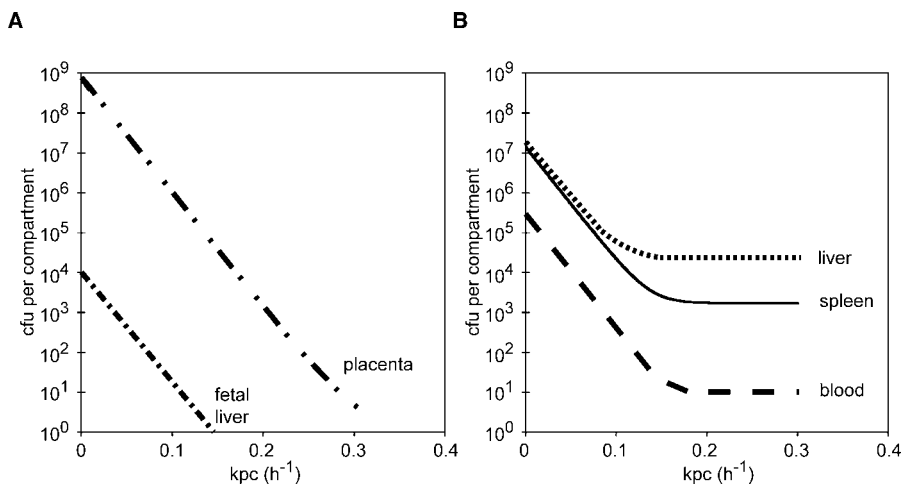 A
B
10⁹
10⁸
10⁷
10⁶
10⁵
10⁴
10³
10²
10¹
10⁰
cfu per compartment
placenta
fetal
liver
0
0.1
0.2
0.3
0.4
kpc (h⁻¹)
10⁹
10⁸
10⁷
10⁶
10⁵
10⁴
10³
10²
10¹
10⁰
cfu per compartment
liver
spleen
blood
0
0.1
0.2
0.3
0.4
kpc (h⁻¹)